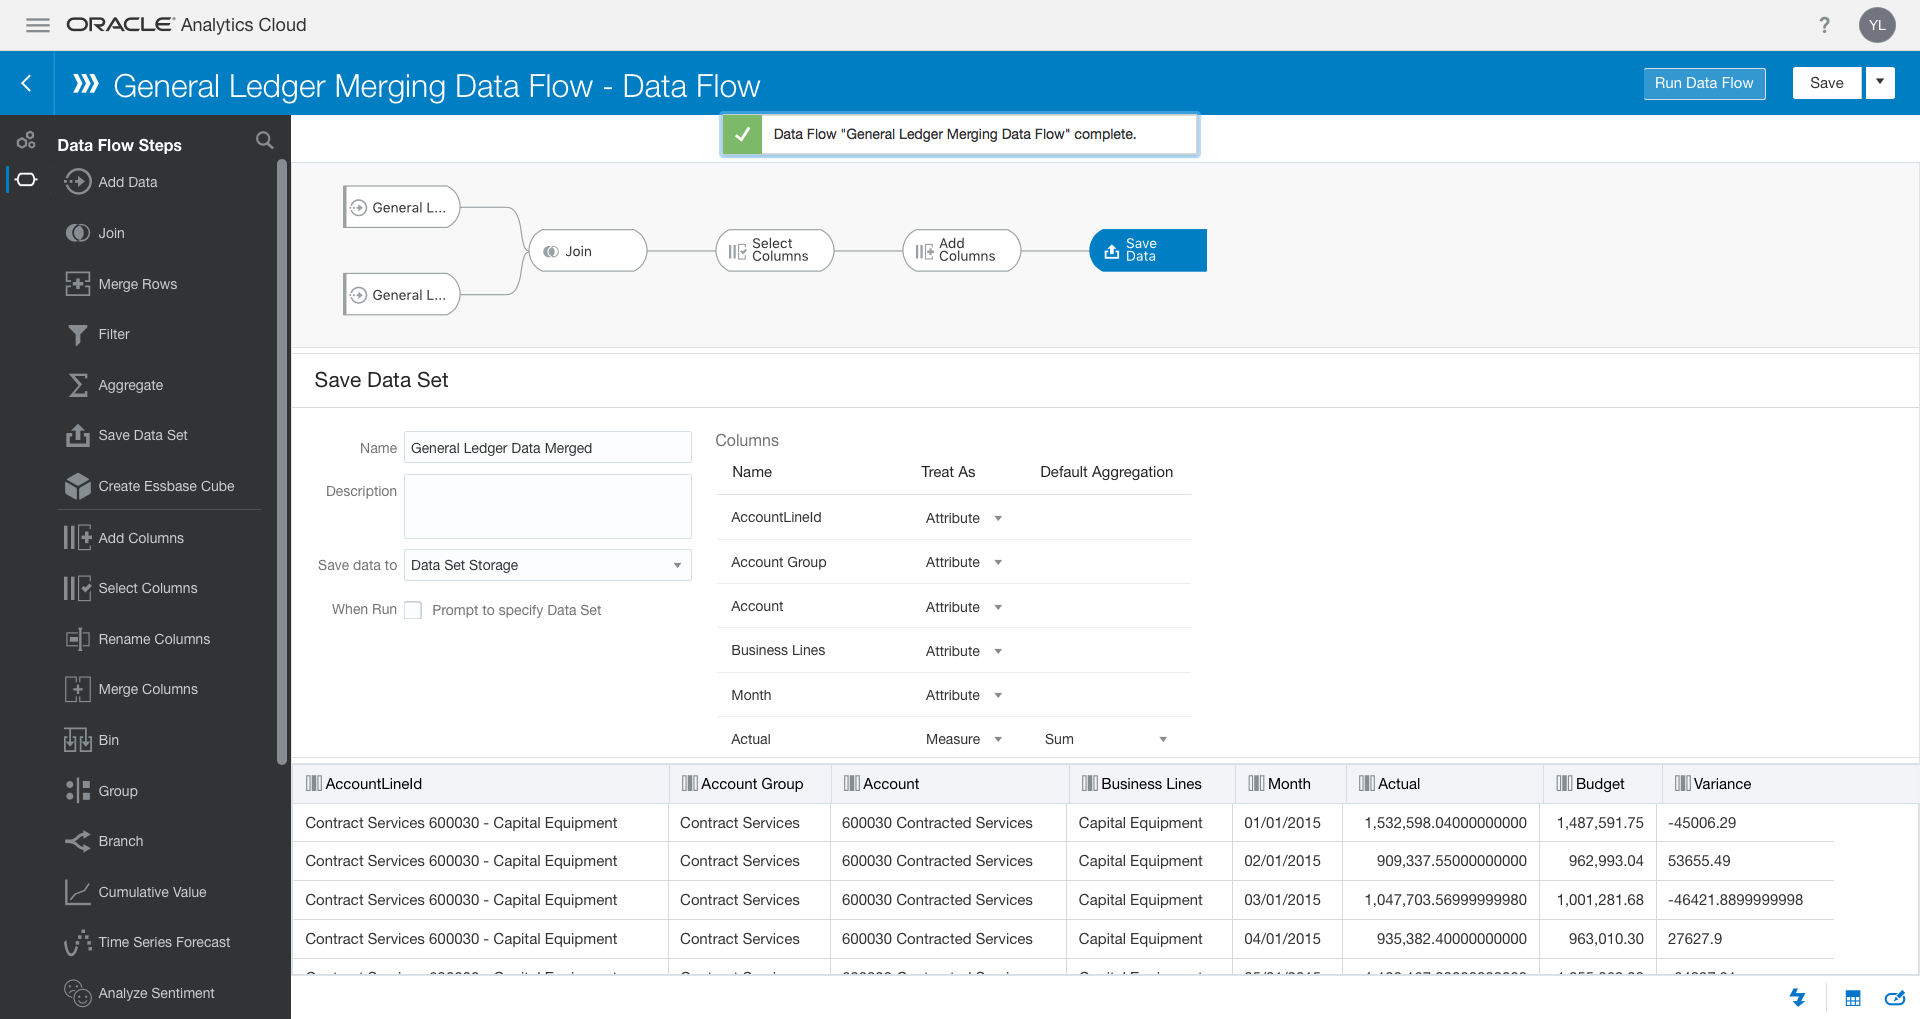 ORACLE Analytics Cloud
?
YL
General Ledger Merging Data Flow - Data Flow
Run Data Flow
Save
Data Flow "General Ledger Merging Data Flow" complete.
Data Flow Steps
Add Data
Join
Merge Rows
Filter
Aggregate
Save Data Set
Create Essbase Cube
Add Columns
Select Columns
Rename Columns
Merge Columns
Bin
Group
Branch
Cumulative Value
Time Series Forecast
Analyze Sentiment
General L...
General L...
Join
Select
Columns
Add
Columns
Save
Data
Save Data Set
Name General Ledger Data Merged
Description
Save data to Data Set Storage
When Run Prompt to specify Data Set
Columns
Name Treat As Default Aggregation
AccountLineId Attribute
Account Group Attribute
Account Attribute
Business Lines Attribute
Month Attribute
Actual Measure Sum
AccountLineId Account Group Account Business Lines Month Actual Budget Variance
Contract Services 600030 - Capital Equipment Contract Services 600030 Contracted Services Capital Equipment 01/01/2015 1,532,598.04000000000 1,487,591.75 -45006.29
Contract Services 600030 - Capital Equipment Contract Services 600030 Contracted Services Capital Equipment 02/01/2015 909,337.55000000000 962,993.04 53655.49
Contract Services 600030 - Capital Equipment Contract Services 600030 Contracted Services Capital Equipment 03/01/2015 1,047,703.56999999980 1,001,281.68 -46421.8899999998
Contract Services 600030 - Capital Equipment Contract Services 600030 Contracted Services Capital Equipment 04/01/2015 935,382.40000000000 963,010.30 27627.9